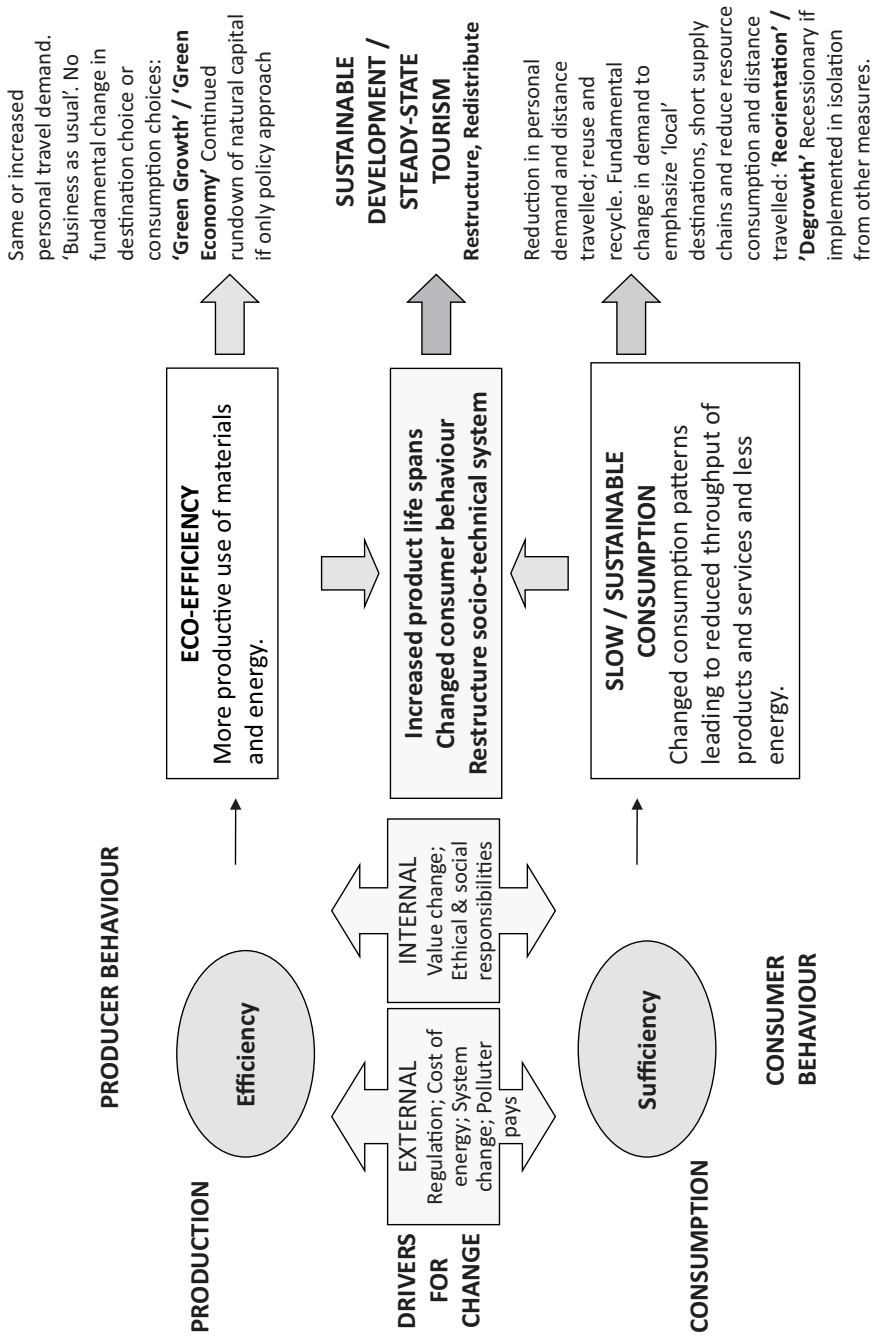 PRODUCTION
PRODUCER BEHAVIOUR
Efficiency
ECO-EFFICIENCY
More productive use of materials
and energy.
Same or increased
personal travel demand.
‘Business as usual’. No
fundamental change in
destination choice or
consumption choices:
‘Green Growth’ / ‘Green
Economy’ Continued
rundown of natural capital
if only policy approach
DRIVERS
FOR
CHANGE
EXTERNAL
Regulation; Cost of
energy; System
change; Polluter
pays
INTERNAL
Value change;
Ethical & social
responsibilities
Increased product life spans
Changed consumer behaviour
Restructure socio-technical system
SUSTAINABLE
DEVELOPMENT /
STEADY-STATE
TOURISM
Restructure, Redistribute
CONSUMPTION
Sufficiency
CONSUMER
BEHAVIOUR
SLOW / SUSTAINABLE
CONSUMPTION
Changed consumption patterns
leading to reduced throughput of
products and services and less
energy.
Reduction in personal
demand and distance
travelled; reuse and
recycle. Fundamental
change in demand to
emphasize ‘local’
destinations, short supply
chains and reduce resource
consumption and distance
travelled: ‘Reorientation’ /
’Degrowth’ Recessionary if
implemented in isolation
from other measures.